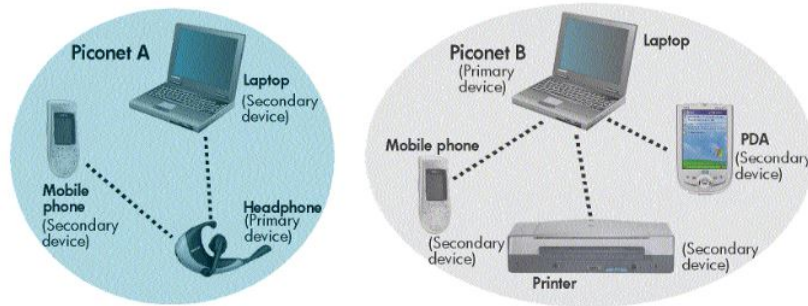 Piconet A
Laptop
(Secondary
device)
Mobile
phone
(Secondary
device)
Headphone
(Primary
device)
Piconet B
(Primary
device)
Laptop
Mobile phone
(Secondary
device)
PDA
(Secondary
device)
Printer
(Secondary
device)